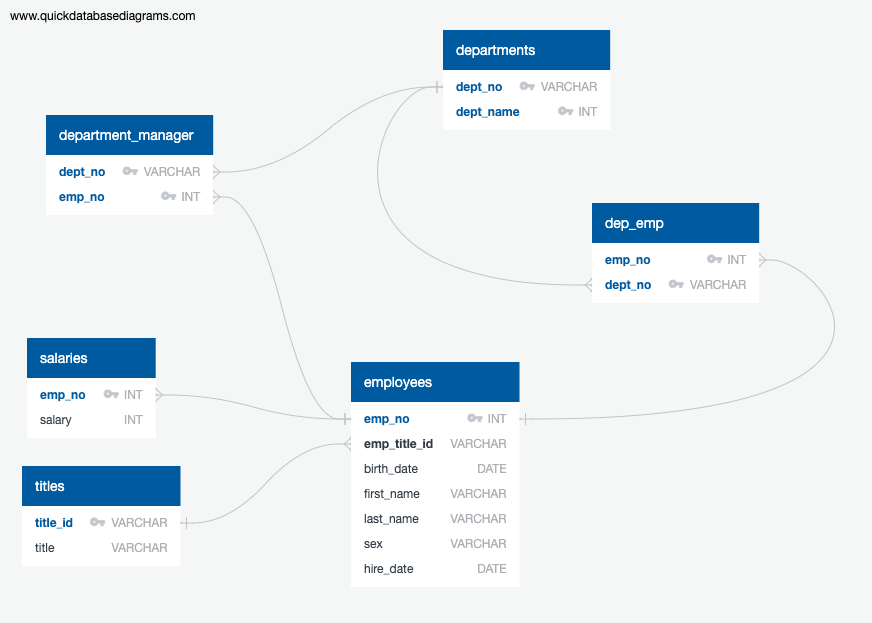 www.quickdatabasediagrams.com
departments
dept_no VARCHAR
dept_name INT
department_manager
dept_no VARCHAR
emp_no INT
dep_emp
emp_no INT
dept_no VARCHAR
salaries
emp_no INT
salary INT
employees
emp_no INT
emp_title_id VARCHAR
birth_date DATE
first_name VARCHAR
last_name VARCHAR
sex VARCHAR
hire_date DATE
titles
title_id VARCHAR
title VARCHAR